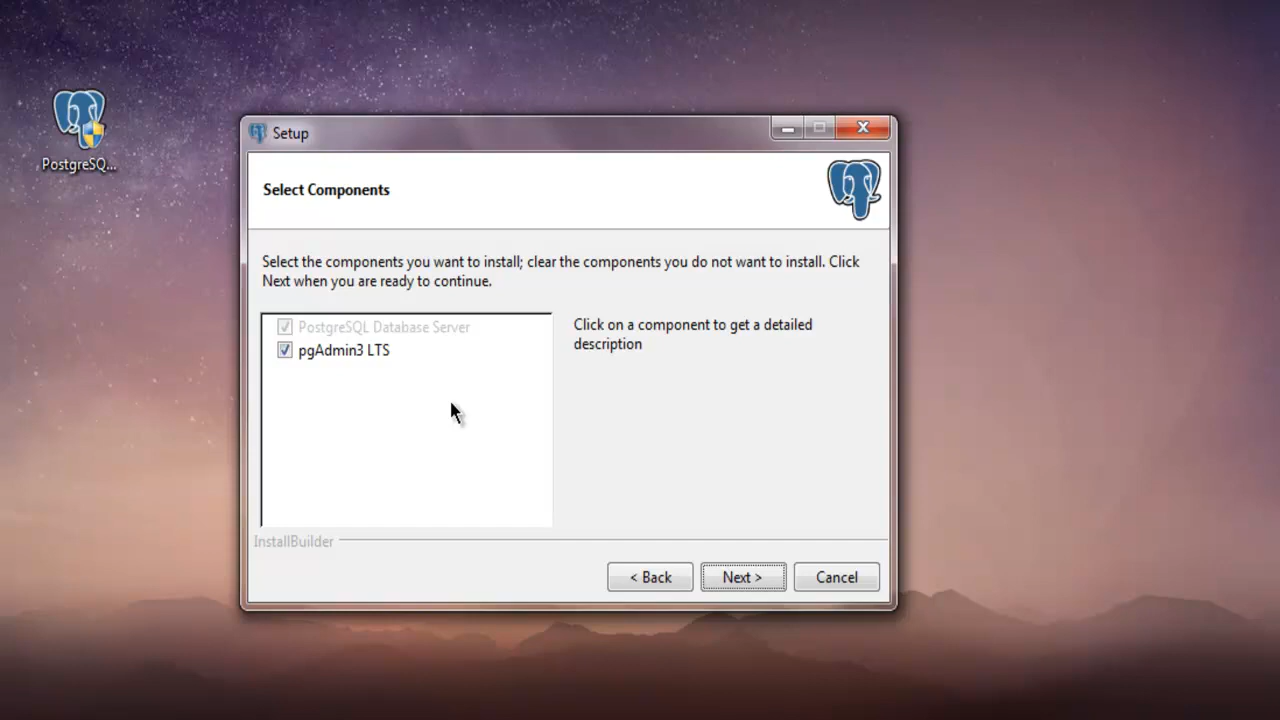 PostgreSQ...
Setup
Select Components
Select the components you want to install; clear the components you do not want to install. Click
Next when you are ready to continue.
PostgreSQL Database Server
pgAdmin3 LTS
Click on a component to get a detailed
description
InstallBuilder
< Back
Next >
Cancel